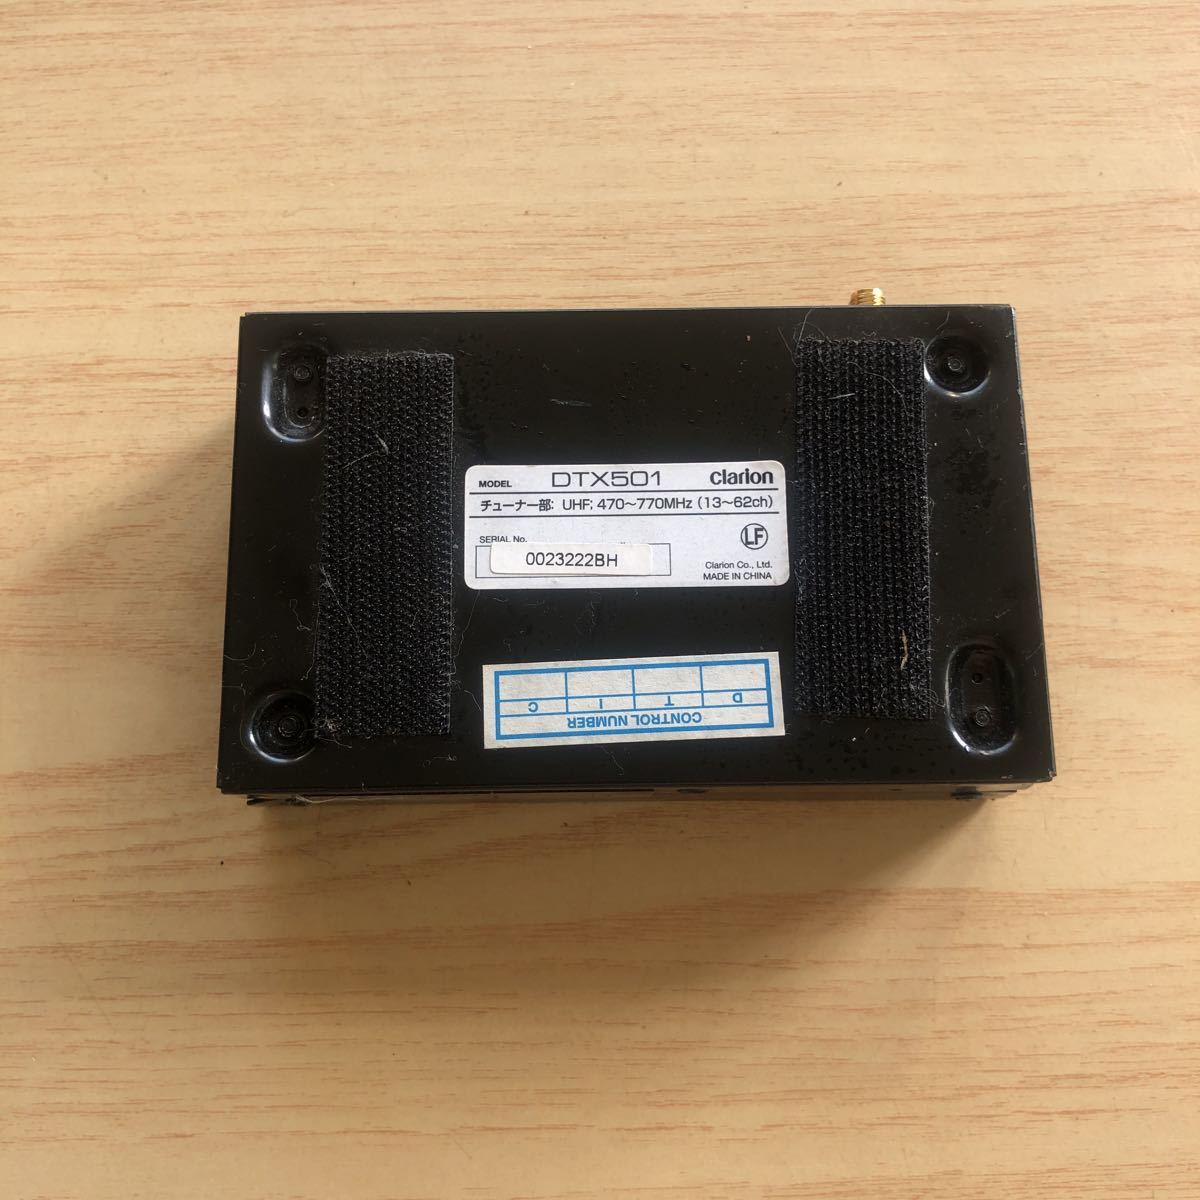 MODEL DTX501 clarion
チューナー部: UHF: 470～770MHz (13～62ch)
SERIAL No.
0023222BH
LF
Clarion Co., Ltd.
MADE IN CHINA
CONTROL NUMBER
C I T D